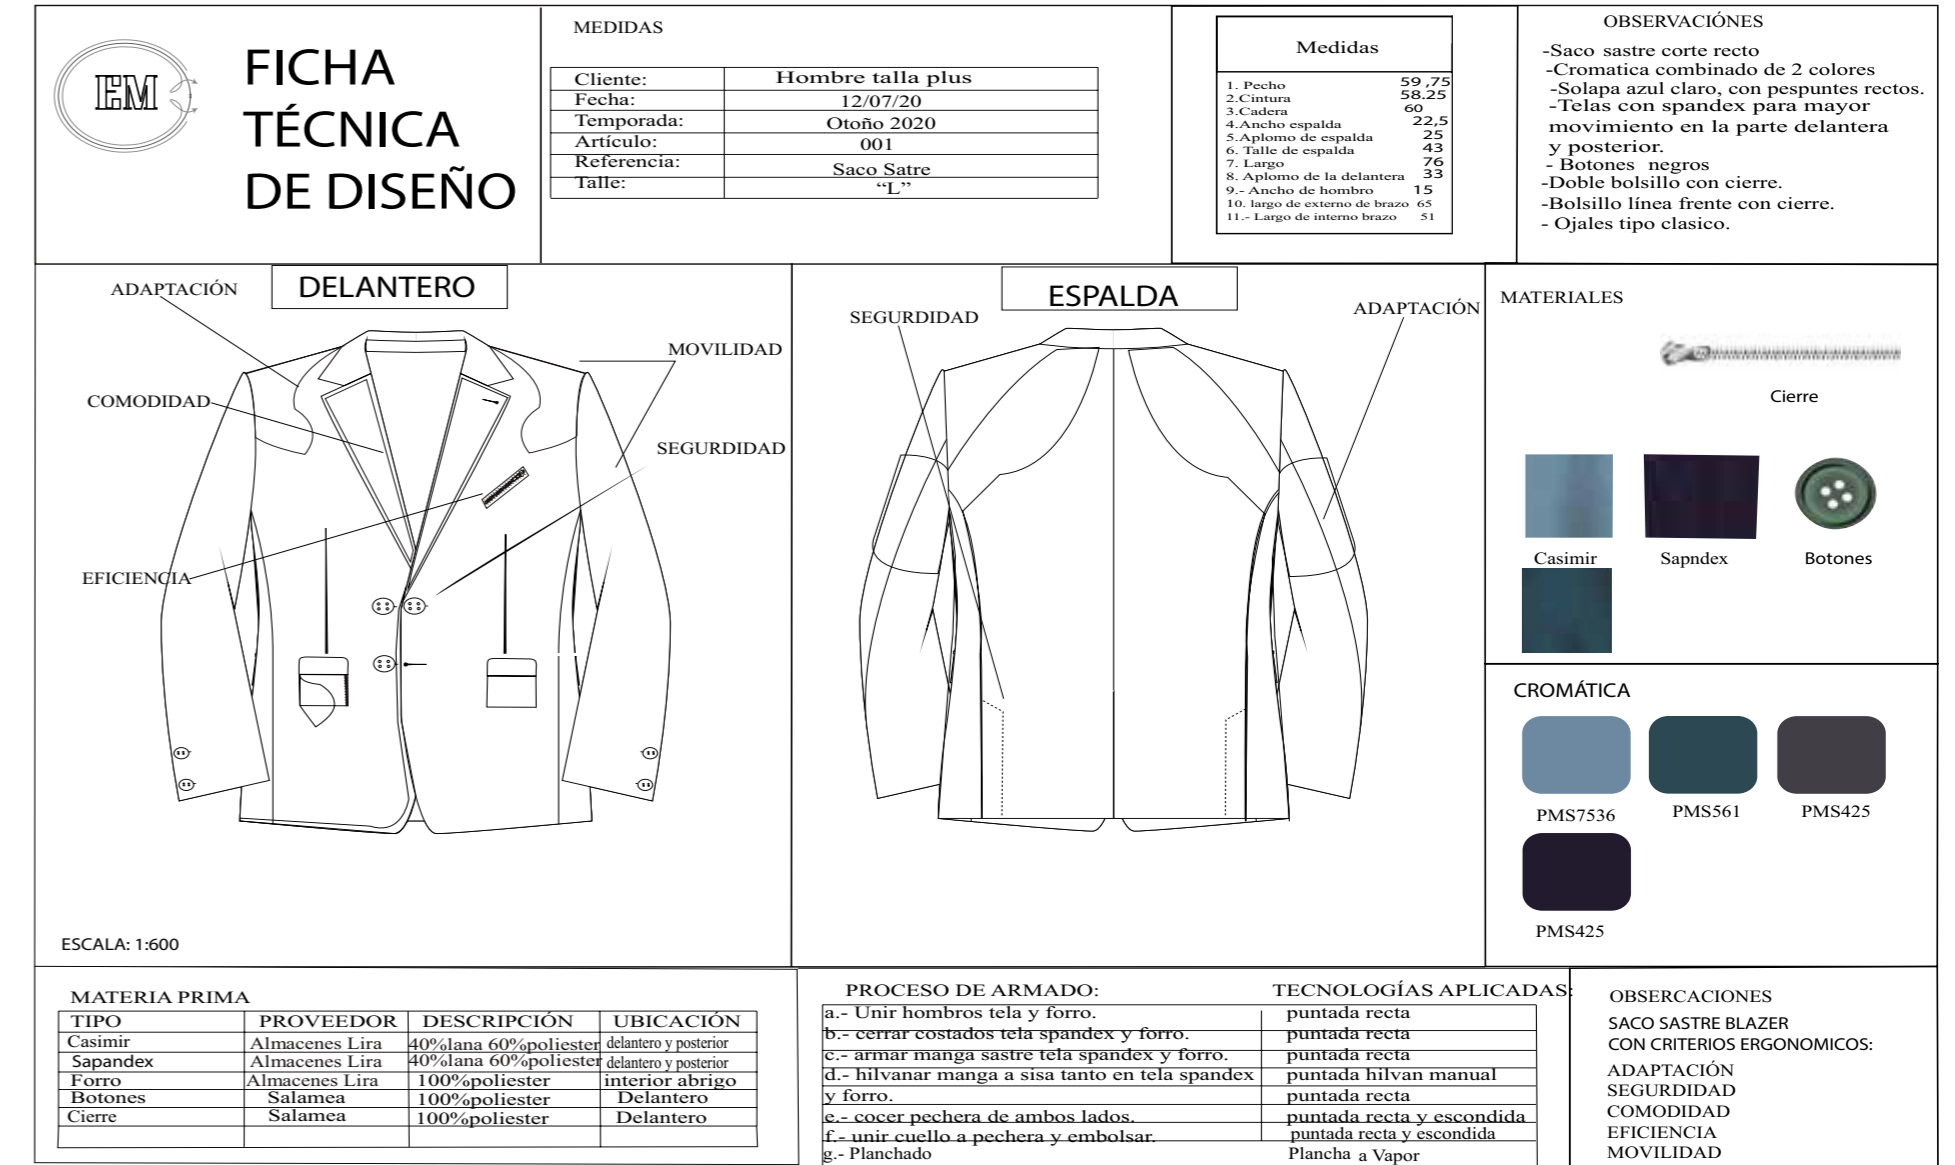 EM
FICHA
TÉCNICA
DE DISEÑO
MEDIDAS
Cliente: Hombre talla plus
Fecha: 12/07/20
Temporada: Otoño 2020
Artículo: 001
Referencia: Saco Satre
Talle: “L”
Medidas
1. Pecho 59 ,75
2.Cintura 58.25
3.Cadera 60
4.Ancho espalda 22,5
5.Aplomo de espalda 25
6. Talle de espalda 43
7. Largo 76
8. Aplomo de la delantera 33
9.- Ancho de hombro 15
10. largo de externo de brazo 65
11.- Largo de interno brazo 51
OBSERVACIÓNES
-Saco sastre corte recto
-Cromatica combinado de 2 colores
-Solapa azul claro, con pespuntes rectos.
-Telas con spandex para mayor
movimiento en la parte delantera
y posterior.
- Botones negros
-Doble bolsillo con cierre.
-Bolsillo línea frente con cierre.
- Ojales tipo clasico.
DELANTERO
ADAPTACIÓN
MOVILIDAD
COMODIDAD
SEGURDIDAD
EFICIENCIA
ESCALA: 1:600
ESPALDA
SEGURDIDAD
ADAPTACIÓN
MATERIALES
Cierre
Casimir
Sapndex
Botones
CROMÁTICA
PMS7536
PMS561
PMS425
PMS425
MATERIA PRIMA
TIPO PROVEEDOR DESCRIPCIÓN UBICACIÓN
Casimir Almacenes Lira 40%lana 60%poliester delantero y posterior
Sapandex Almacenes Lira 40%lana 60%poliester delantero y posterior
Forro Almacenes Lira 100%poliester interior abrigo
Botones Salamea 100%poliester Delantero
Cierre Salamea 100%poliester Delantero
PROCESO DE ARMADO: TECNOLOGÍAS APLICADAS:
a.- Unir hombros tela y forro. puntada recta
b.- cerrar costados tela spandex y forro. puntada recta
c.- armar manga sastre tela spandex y forro. puntada recta
d.- hilvanar manga a sisa tanto en tela spandex puntada hilvan manual
y forro. puntada recta
e.- cocer pechera de ambos lados. puntada recta y escondida
f.- unir cuello a pechera y embolsar. puntada recta y escondida
g.- Planchado Plancha a Vapor
OBSERCACIONES
SACO SASTRE BLAZER
CON CRITERIOS ERGONOMICOS:
ADAPTACIÓN
SEGURDIDAD
COMODIDAD
EFICIENCIA
MOVILIDAD